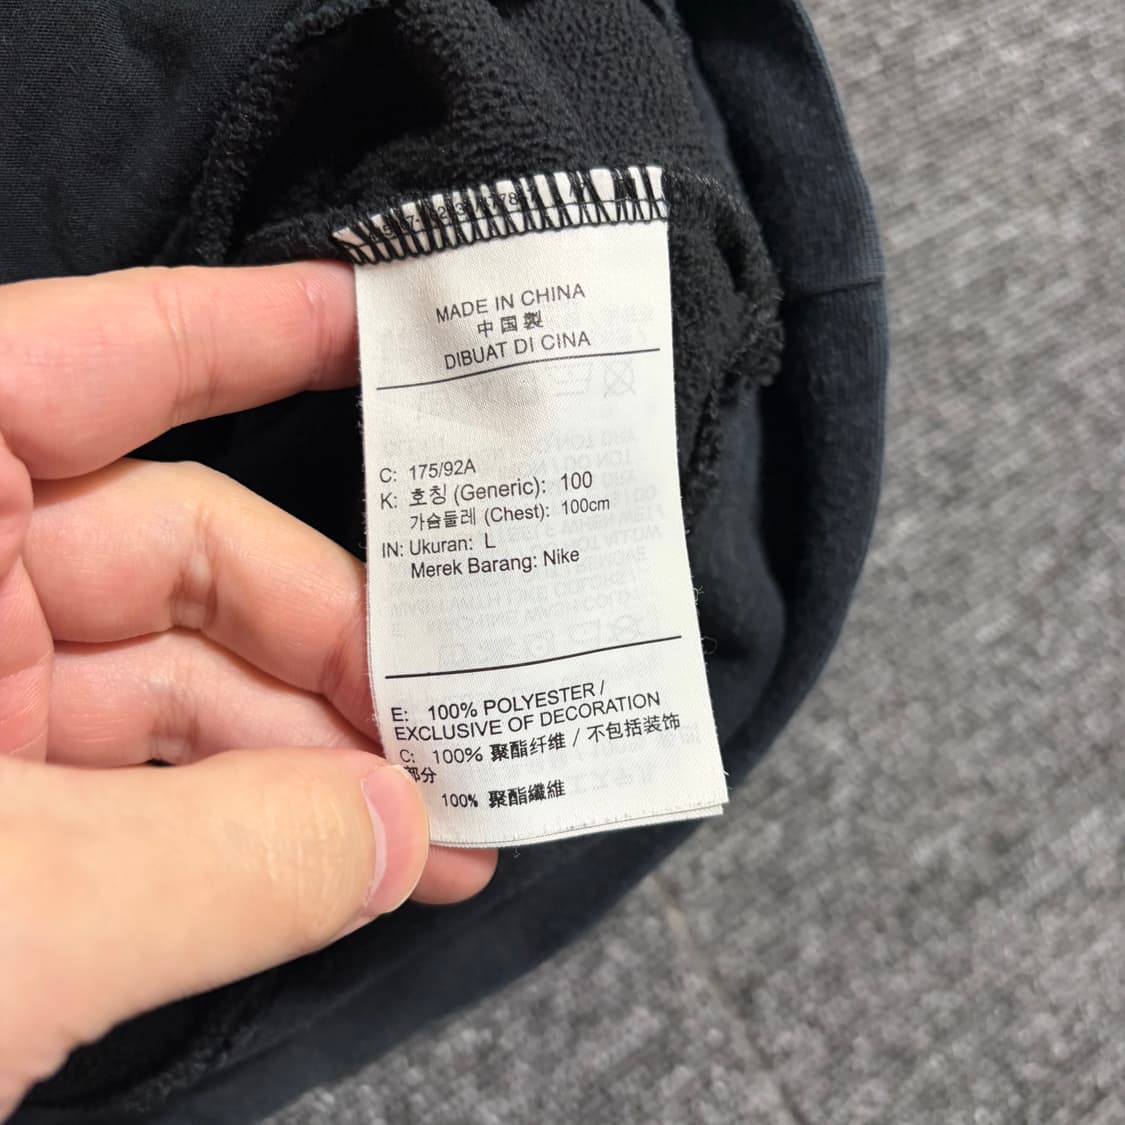 MADE IN CHINA
中国製
DIBUAT DI CINA
C: 175/92A
K: 호칭 (Generic): 100
가슴둘레 (Chest): 100cm
IN: Ukuran: L
Merek Barang: Nike
E: 100% POLYESTER /
EXCLUSIVE OF DECORATION
C: 100% 聚酯纤维 / 不包括装饰
部分
100% 聚酯纖維